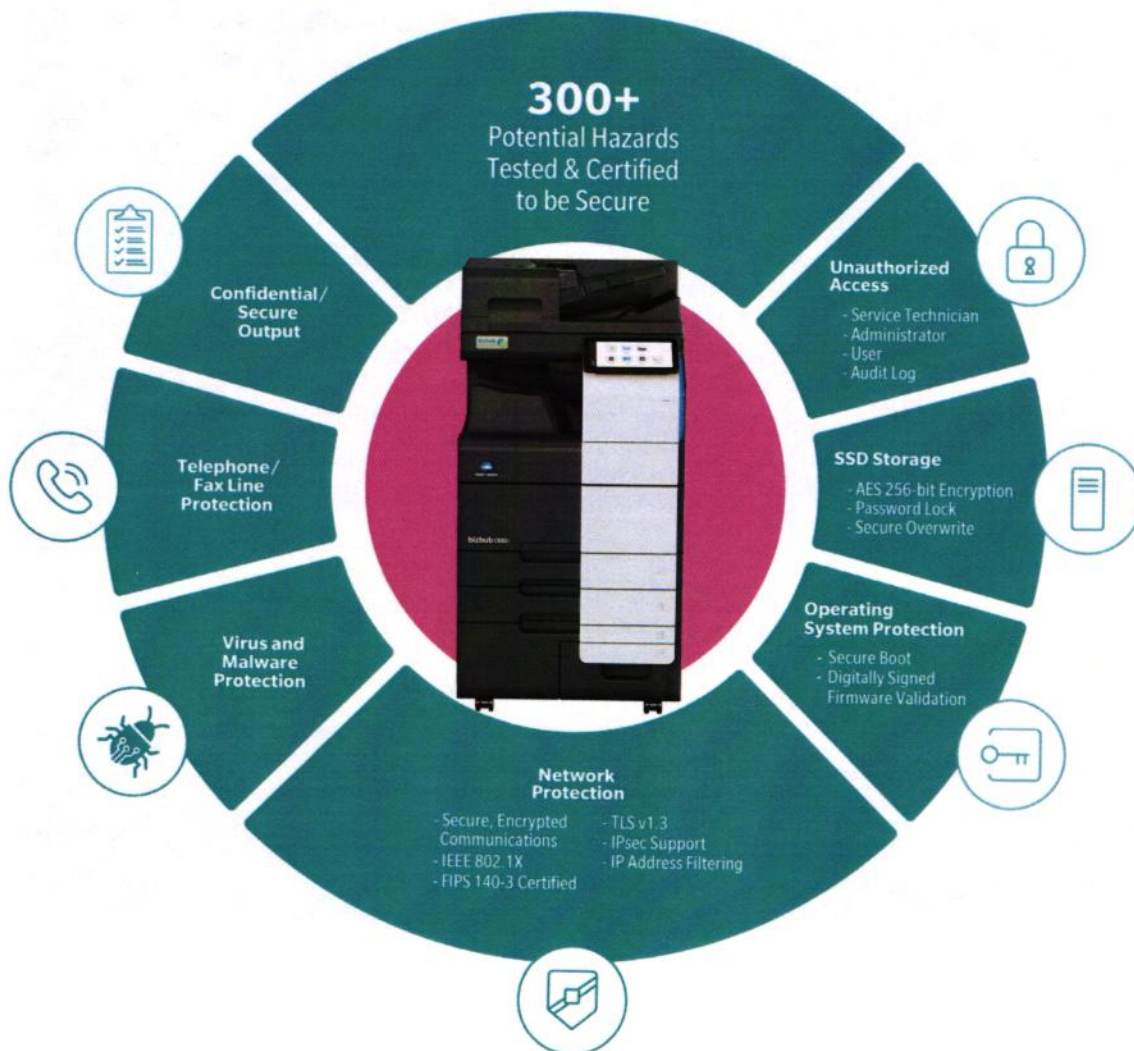 300+
Potential Hazards
Tested & Certified
to be Secure
Unauthorized
Access
- Service Technician
- Administrator
- User
- Audit Log
SSD Storage
- AES 256-bit Encryption
- Password Lock
- Secure Overwrite
Operating
System Protection
- Secure Boot
- Digitally Signed
Firmware Validation
Network
Protection
- Secure, Encrypted
Communications
- IEEE 802.1X
- FIPS 140-3 Certified
- TLS v1.3
- IPsec Support
- IP Address Filtering
Virus and
Malware
Protection
Telephone/
Fax Line
Protection
Confidential/
Secure
Output
bizhub